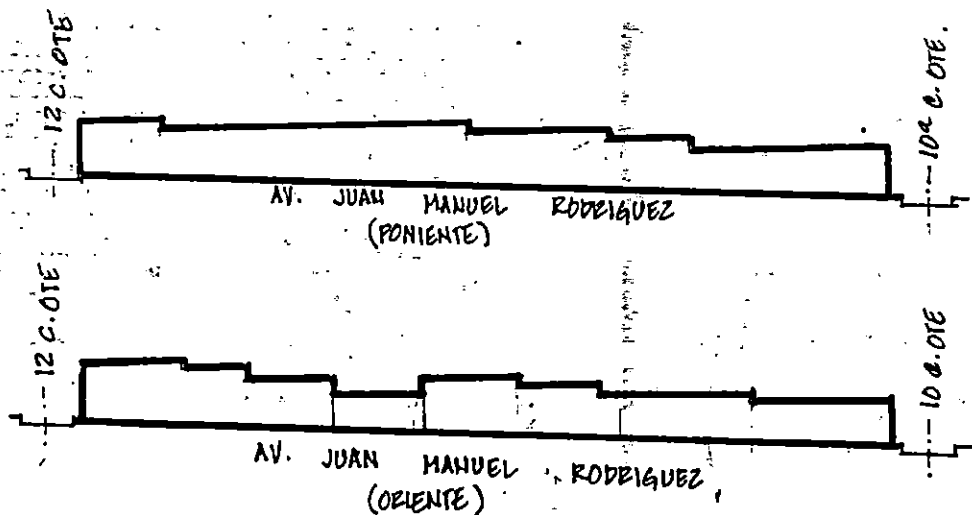 12 C. OTE
10ª C. OTE.
AV. JUAN MANUEL RODRIGUEZ
(PONIENTE)
12 C. OTE
10 C. OTE
AV. JUAN MANUEL RODRIGUEZ
(ORIENTE)